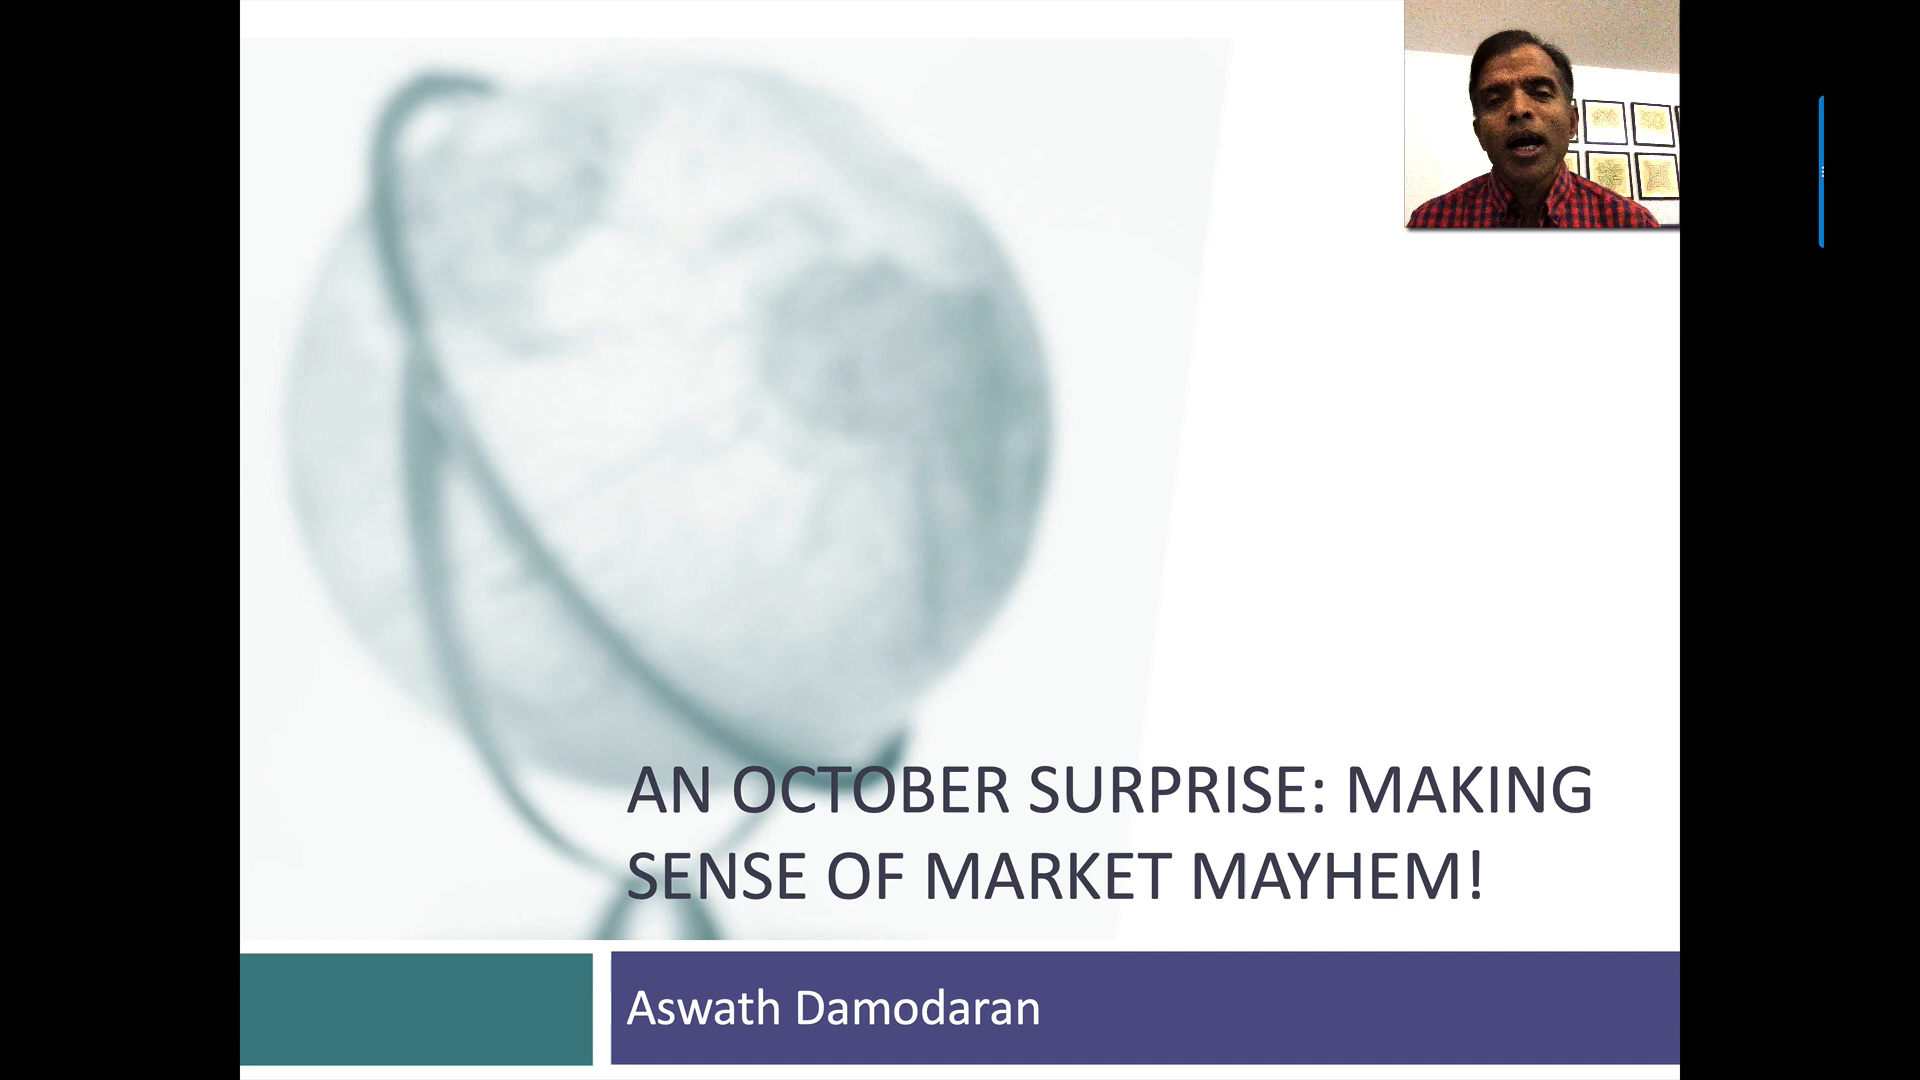 AN OCTOBER SURPRISE: MAKING
SENSE OF MARKET MAYHEM!
Aswath Damodaran